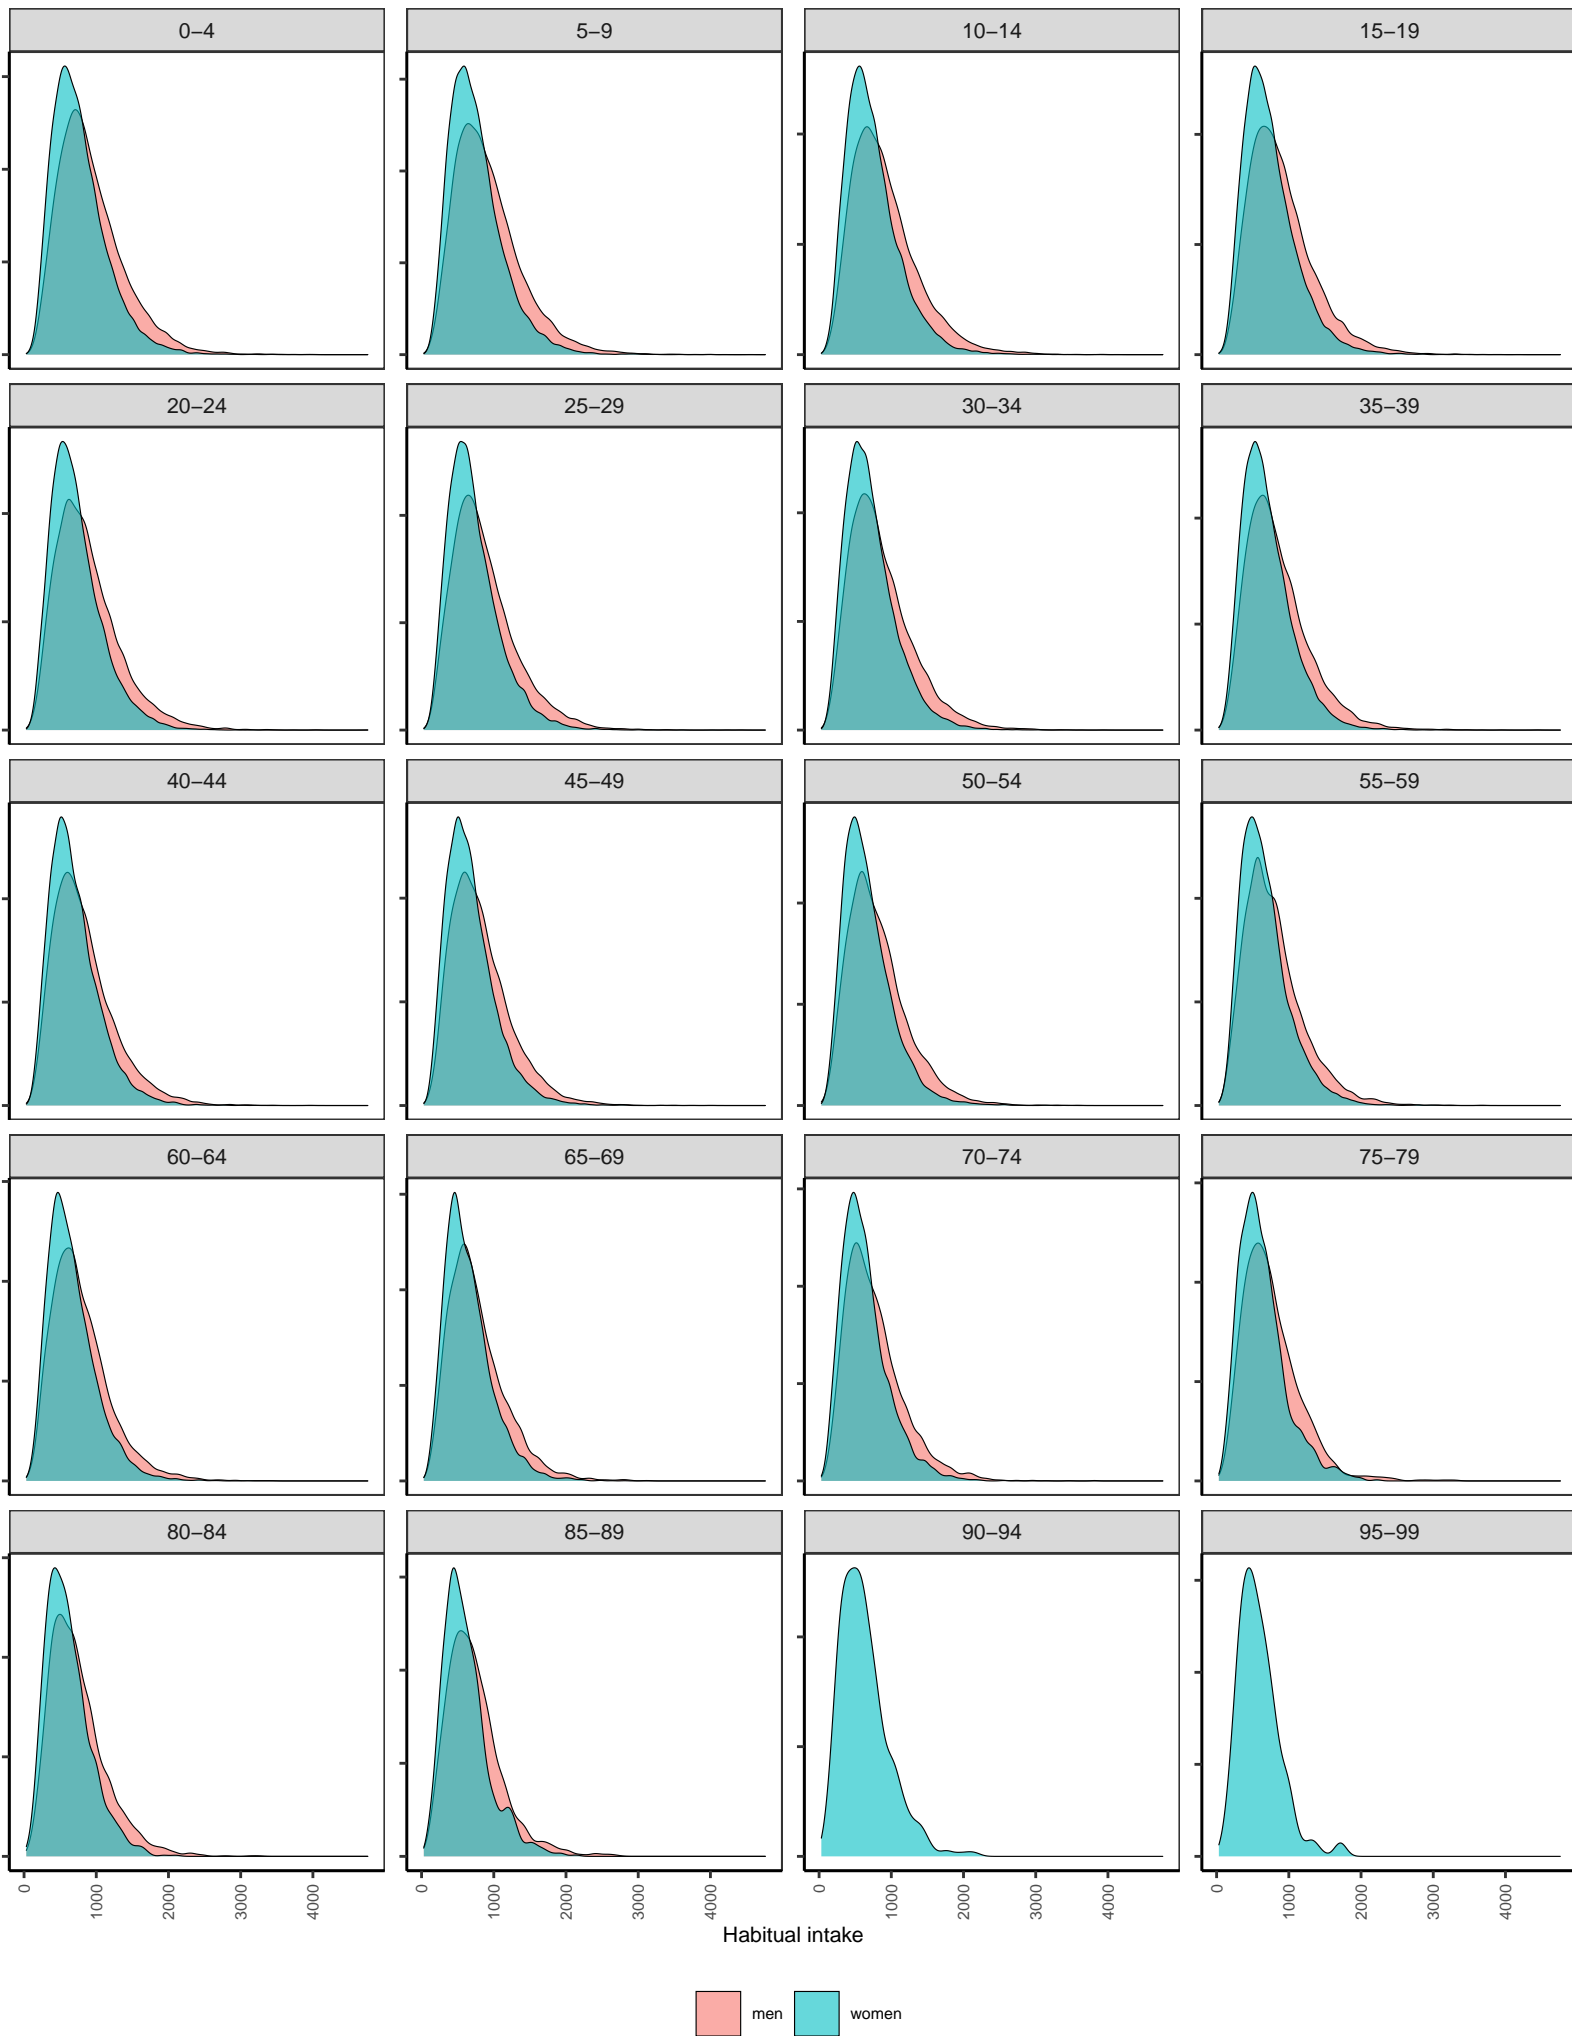 0–4 5–9 10–14 15–19
20–24 25–29 30–34 35–39
40–44 45–49 50–54 55–59
60–64 65–69 70–74 75–79
80–84 85–89 90–94 95–99
0 1000 2000 3000 4000 0 1000 2000 3000 4000 0 1000 2000 3000 4000 0 1000 2000 3000 4000
Habitual intake
men women